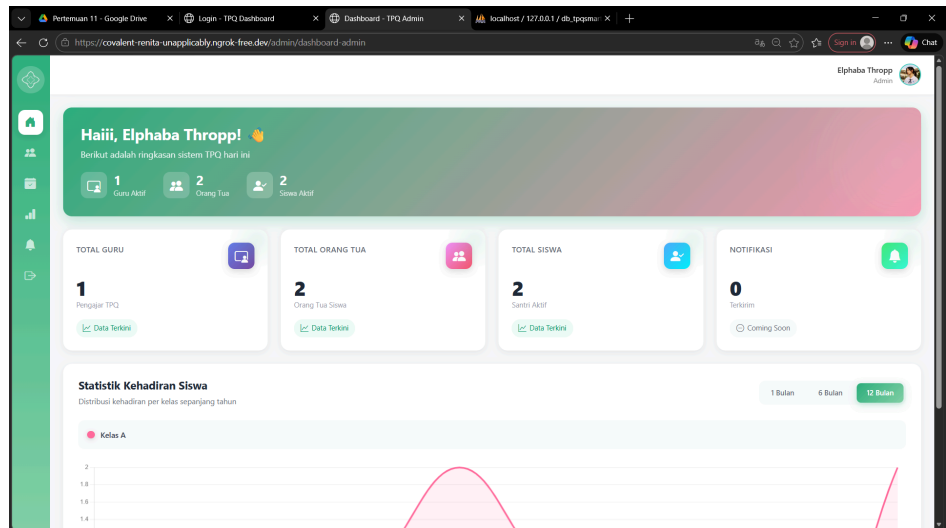 Pertemuan 11 - Google Drive
Login - TPQ Dashboard
Dashboard - TPQ Admin
localhost / 127.0.0.1 / db_tpqsmar
https://covalent-renita-unapplicably.ngrok-free.dev/admin/dashboard-admin
Sign in
Chat
Elphaba Thropp
Admin
Haiii, Elphaba Thropp! 👋
Berikut adalah ringkasan sistem TPQ hari ini
1
Guru Aktif
2
Orang Tua
2
Siswa Aktif
TOTAL GURU
1
Pengajar TPQ
Data Terkini
TOTAL ORANG TUA
2
Orang Tua Siswa
Data Terkini
TOTAL SISWA
2
Santri Aktif
Data Terkini
NOTIFIKASI
0
Terkirim
Coming Soon
Statistik Kehadiran Siswa
Distribusi kehadiran per kelas sepanjang tahun
1 Bulan
6 Bulan
12 Bulan
Kelas A
2
1.8
1.6
1.4